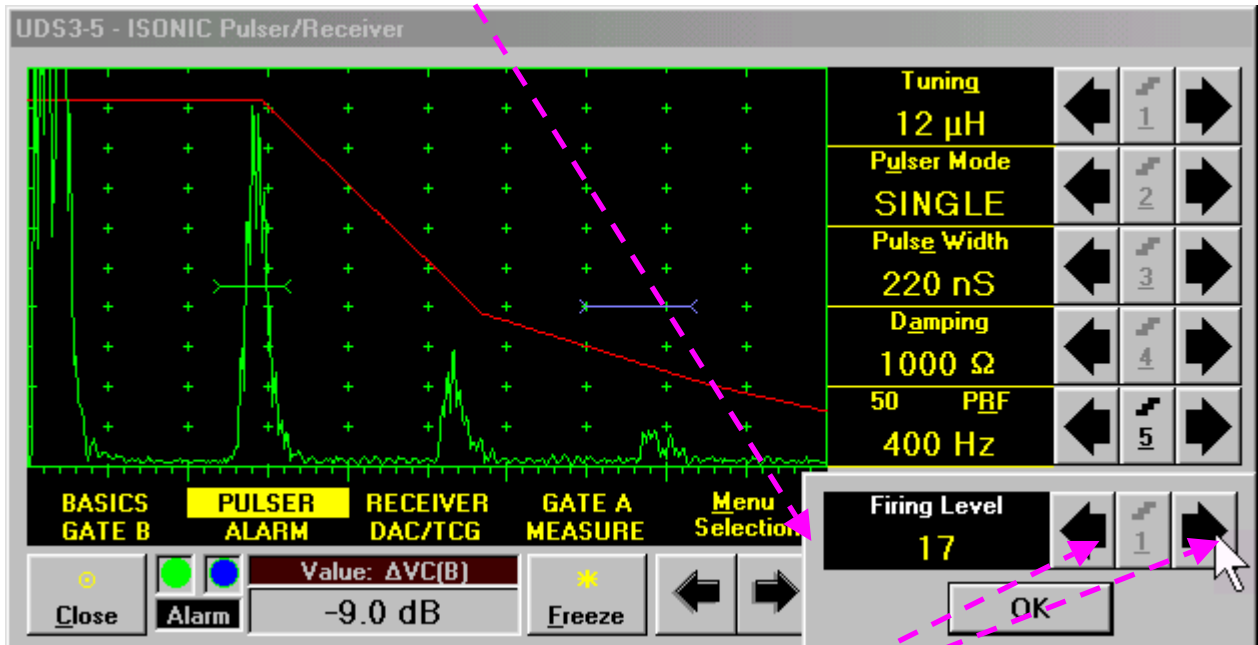 UDS3-5 - ISONIC Pulser/Receiver
Tuning
12 µH
1
Pulser Mode
SINGLE
2
Pulse Width
220 nS
3
Damping
1000 Ω
4
50 PRF
400 Hz
5
BASICS PULSER RECEIVER GATE A Menu
GATE B ALARM DAC/TCG MEASURE Selection
Firing Level
17
1
OK
Close
Alarm
Value: ΔVC(B)
-9.0 dB
Freeze